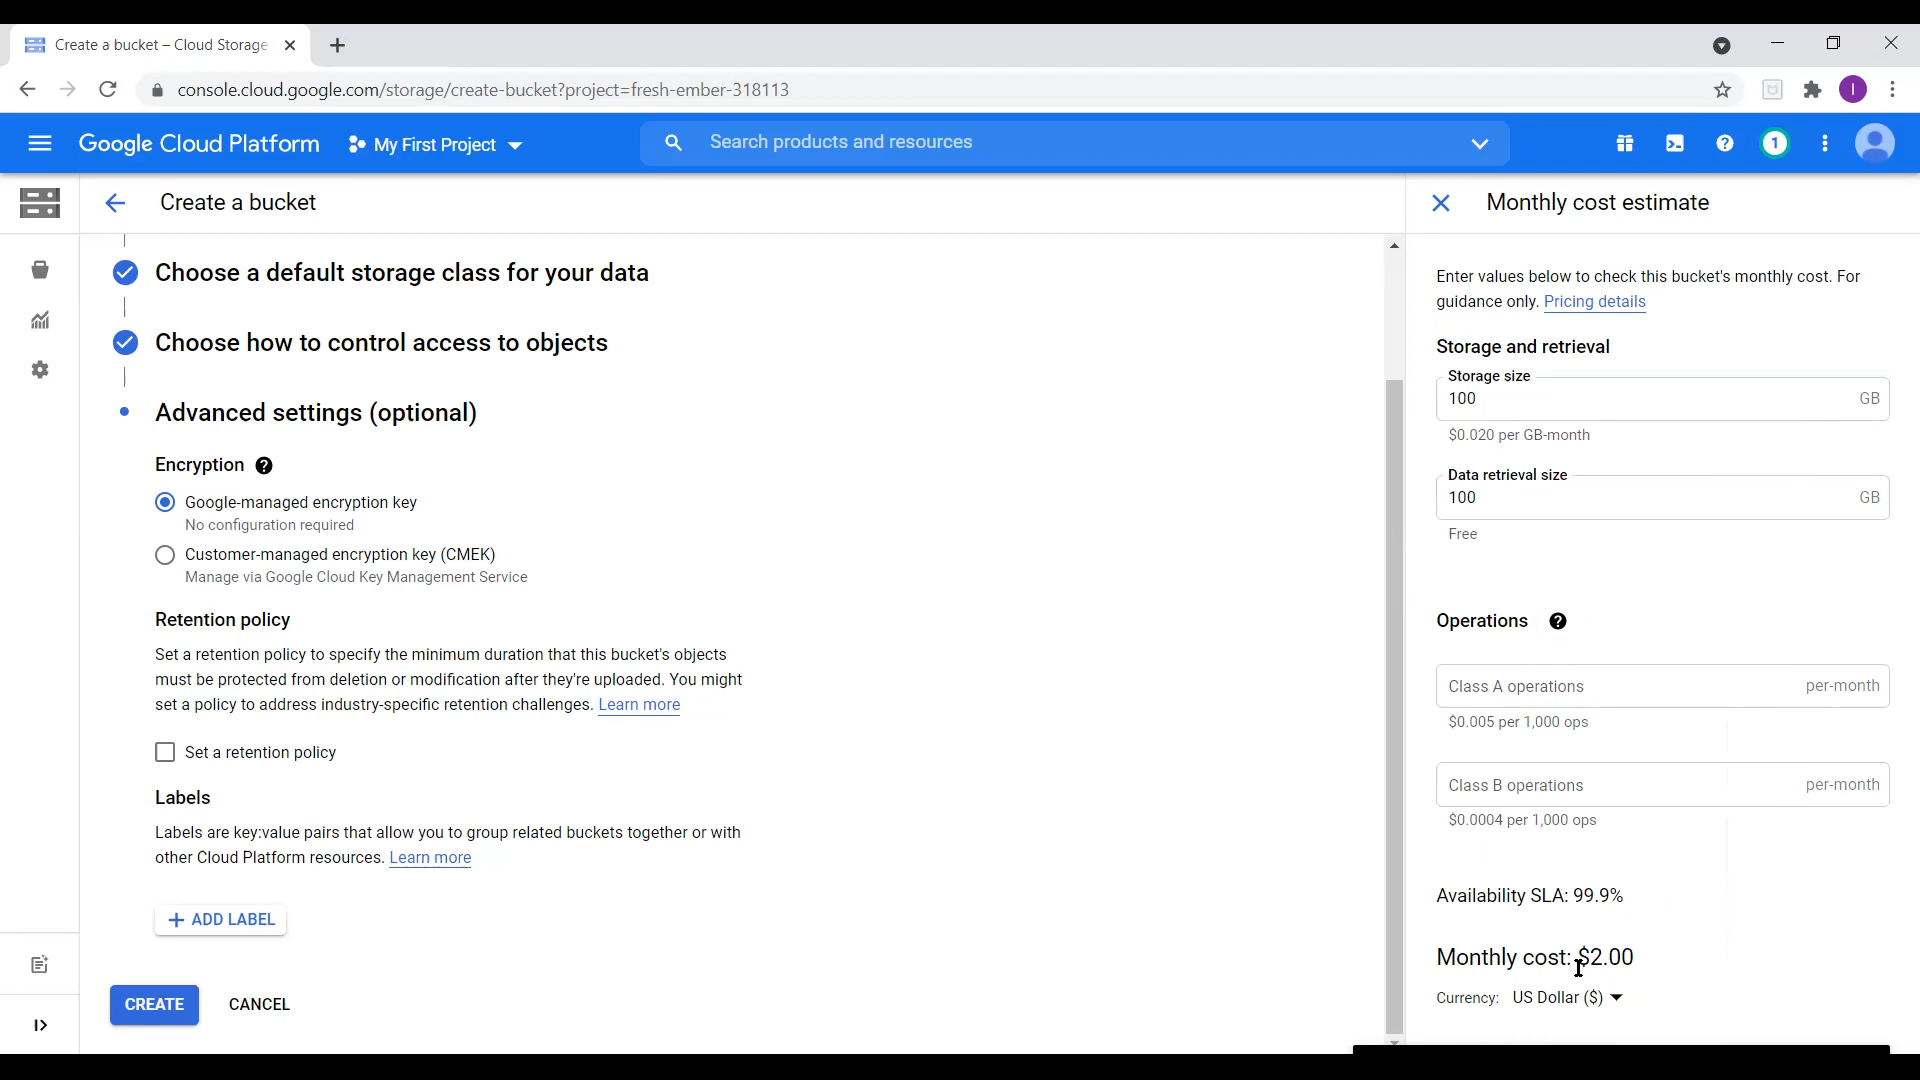 Create a bucket – Cloud Storage
console.cloud.google.com/storage/create-bucket?project=fresh-ember-318113
I
Google Cloud Platform
My First Project
Search products and resources
1
Create a bucket
Choose a default storage class for your data
Choose how to control access to objects
Advanced settings (optional)
Encryption
Google-managed encryption key
No configuration required
Customer-managed encryption key (CMEK)
Manage via Google Cloud Key Management Service
Retention policy
Set a retention policy to specify the minimum duration that this bucket's objects
must be protected from deletion or modification after they're uploaded. You might
set a policy to address industry-specific retention challenges. Learn more
Set a retention policy
Labels
Labels are key:value pairs that allow you to group related buckets together or with
other Cloud Platform resources. Learn more
+ ADD LABEL
CREATE CANCEL
Monthly cost estimate
Enter values below to check this bucket's monthly cost. For
guidance only. Pricing details
Storage and retrieval
Storage size
100 GB
$0.020 per GB-month
Data retrieval size
100 GB
Free
Operations
Class A operations per-month
$0.005 per 1,000 ops
Class B operations per-month
$0.0004 per 1,000 ops
Availability SLA: 99.9%
Monthly cost: $2.00
Currency: US Dollar ($)